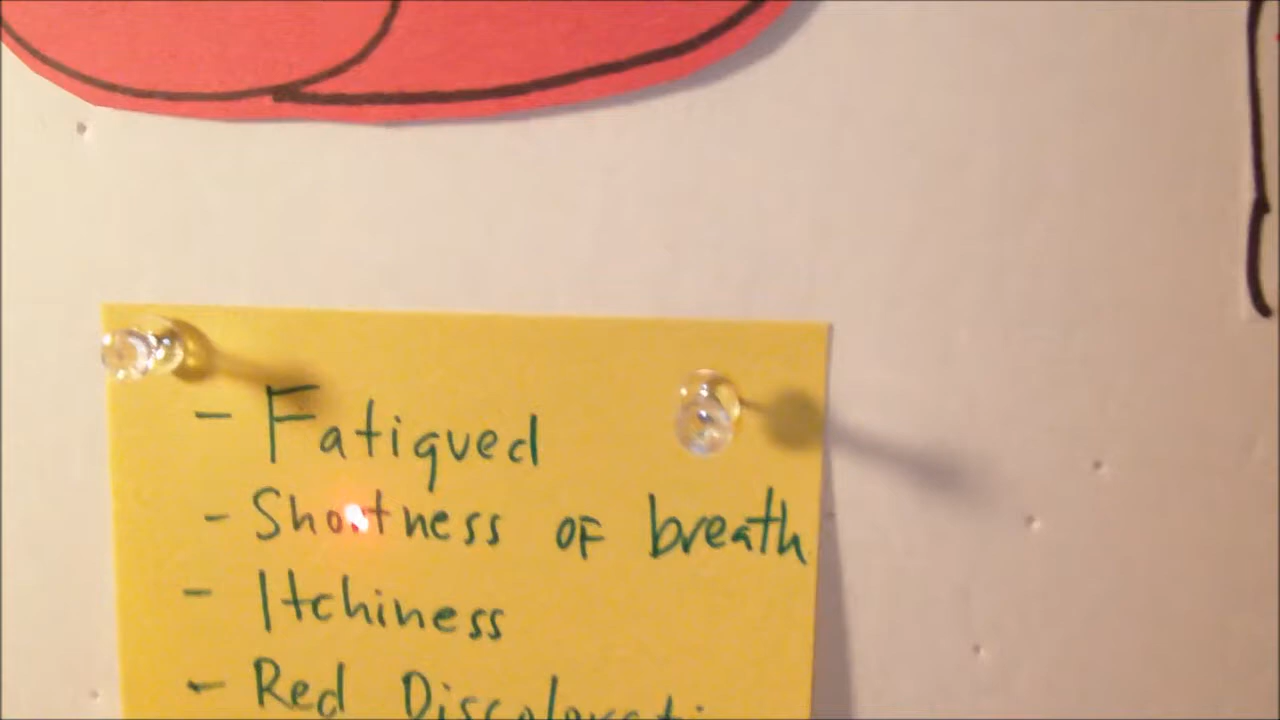 - Fatigued
- Shortness of breath
- Itchiness
- Red